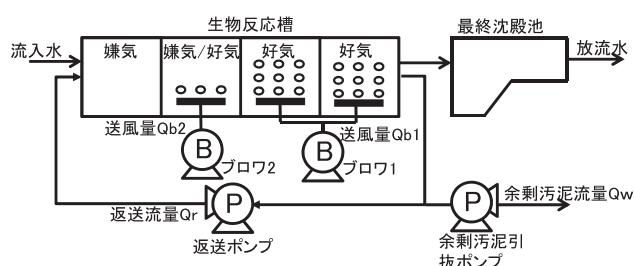 生物反応槽
最終沈殿池
流入水
嫌気
嫌気/好気
好気
好気
放流水
送風量Qb2
送風量Qb1
B
ブロワ2
B
ブロワ1
返送流量Qr
P
返送ポンプ
P
余剰汚泥流量Qw
余剰汚泥引
抜ポンプ